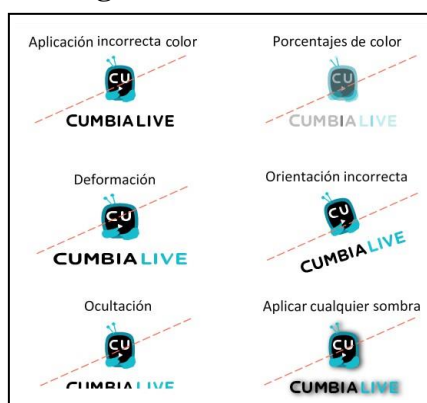 Aplicación incorrecta color
CU
CUMBIALIVE
Porcentajes de color
CU
CUMBIALIVE
Deformación
CU
CUMBIALIVE
Orientación incorrecta
CU
CUMBIALIVE
Ocultación
CU
CUMBIALIVE
Aplicar cualquier sombra
CU
CUMBIALIVE